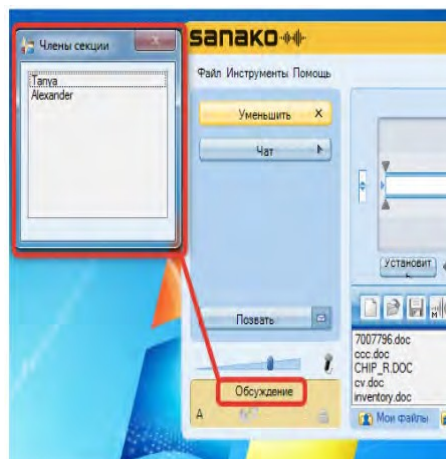 Члены секции
Tanya
Alexander
sanako
Файл Инструменты Помощь
Уменьшить X
Чат
Установит
Позвать
Обсуждение
A
7007796.doc
ccc.doc
CHIP_R.DOC
cv.doc
inventory.doc
Мои файлы